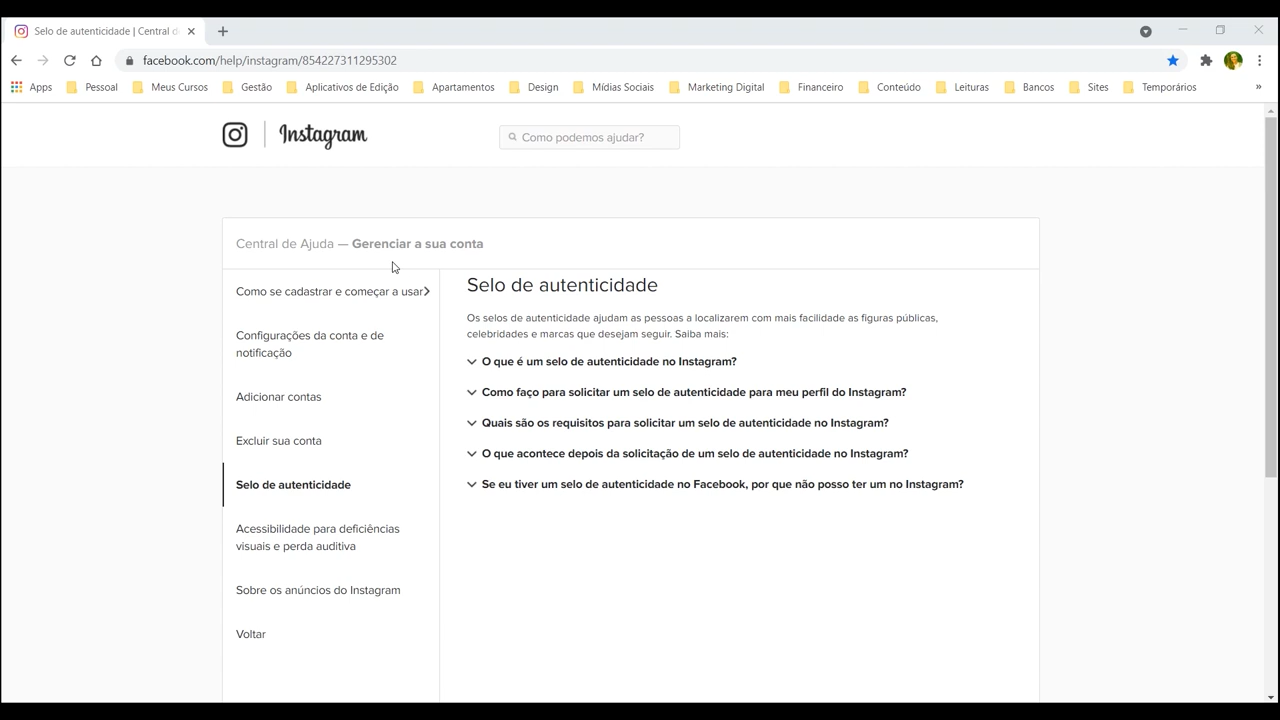 Selo de autenticidade | Central d
facebook.com/help/instagram/854227311295302
Apps Pessoal Meus Cursos Gestão Aplicativos de Edição Apartamentos Design Mídias Sociais Marketing Digital Financeiro Conteúdo Leituras Bancos Sites Temporários »
Instagram
Como podemos ajudar?
Central de Ajuda — Gerenciar a sua conta
Como se cadastrar e começar a usar
Configurações da conta e de
notificação
Adicionar contas
Excluir sua conta
Selo de autenticidade
Acessibilidade para deficiências
visuais e perda auditiva
Sobre os anúncios do Instagram
Voltar
Selo de autenticidade
Os selos de autenticidade ajudam as pessoas a localizarem com mais facilidade as figuras públicas,
celebridades e marcas que desejam seguir. Saiba mais:
O que é um selo de autenticidade no Instagram?
Como faço para solicitar um selo de autenticidade para meu perfil do Instagram?
Quais são os requisitos para solicitar um selo de autenticidade no Instagram?
O que acontece depois da solicitação de um selo de autenticidade no Instagram?
Se eu tiver um selo de autenticidade no Facebook, por que não posso ter um no Instagram?